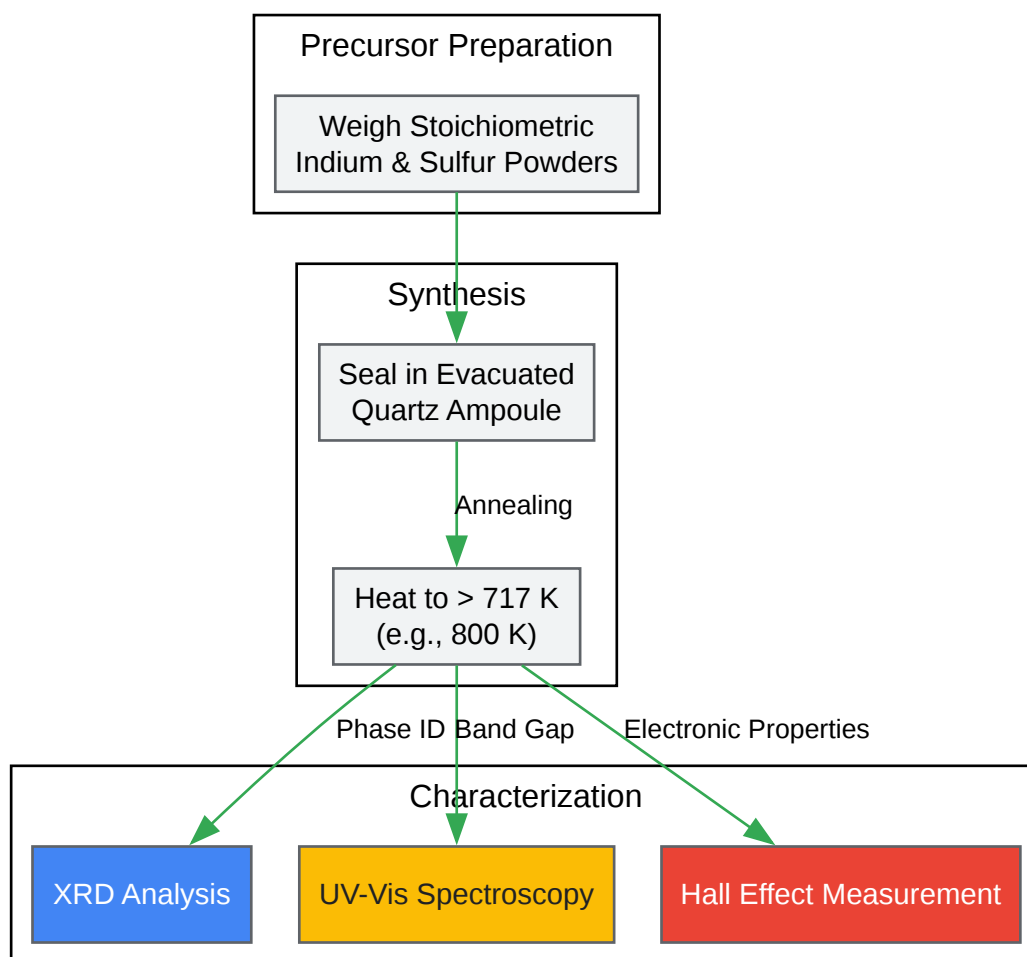 Precursor Preparation
Weigh Stoichiometric
Indium & Sulfur Powders
Synthesis
Seal in Evacuated
Quartz Ampoule
Annealing
Heat to > 717 K
(e.g., 800 K)
Phase ID
Band Gap
Electronic Properties
Characterization
XRD Analysis
UV-Vis Spectroscopy
Hall Effect Measurement